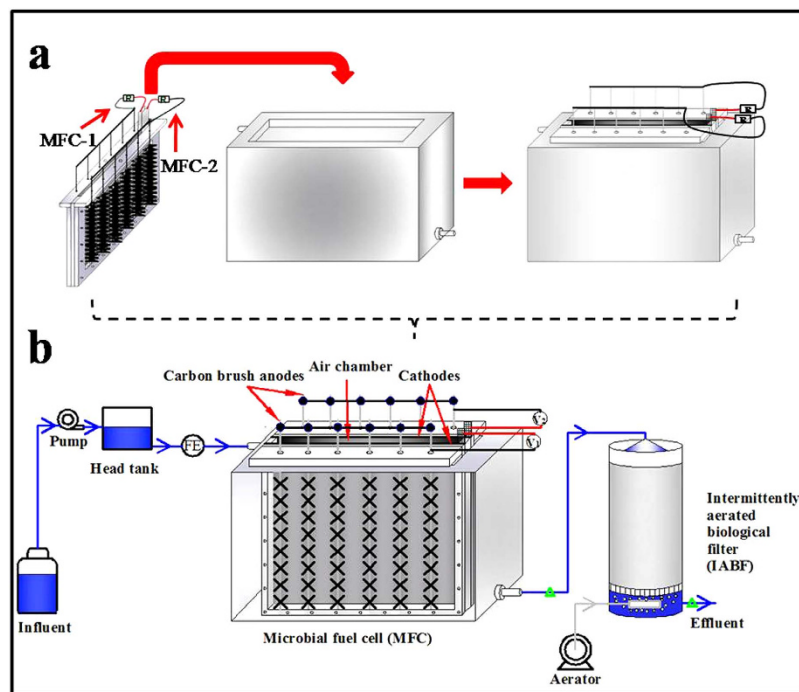 a
R
R
MFC-1
MFC-2
R
R
b
Carbon brush anodes
Air chamber
Cathodes
Pump
Head tank
FE
Influent
Microbial fuel cell (MFC)
Intermittently
aerated
biological
filter
(IABF)
Effluent
Aerator